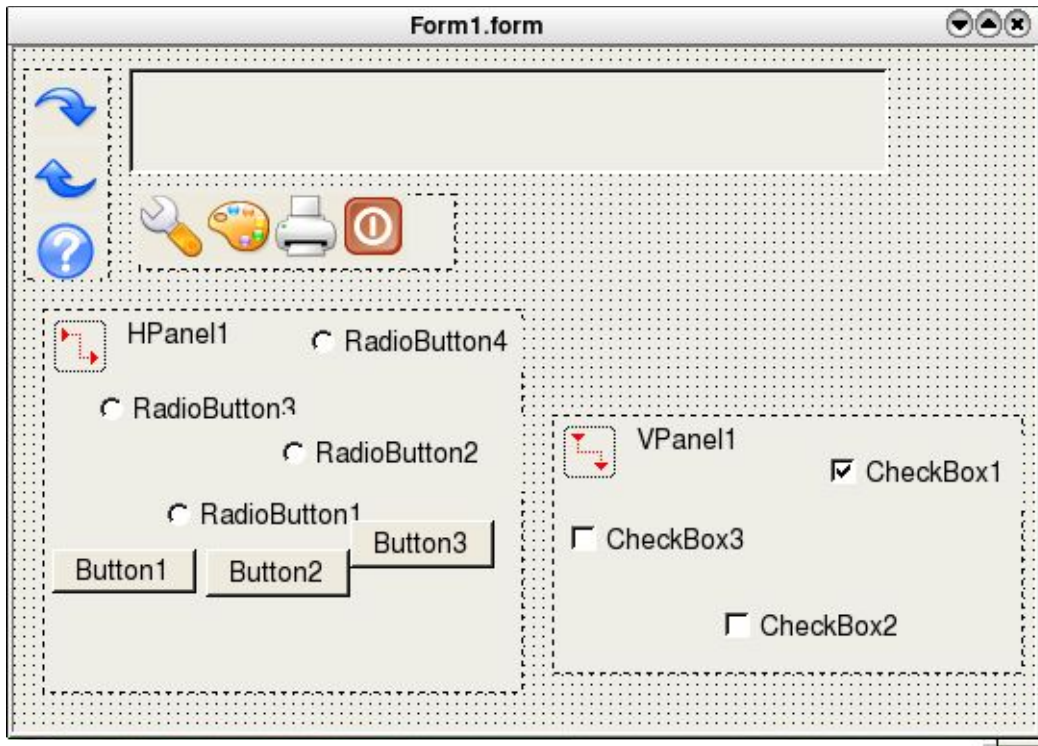 Form1.form
HPanel1
RadioButton4
RadioButton3
RadioButton2
RadioButton1
Button3
Button1
Button2
VPanel1
CheckBox1
CheckBox3
CheckBox2